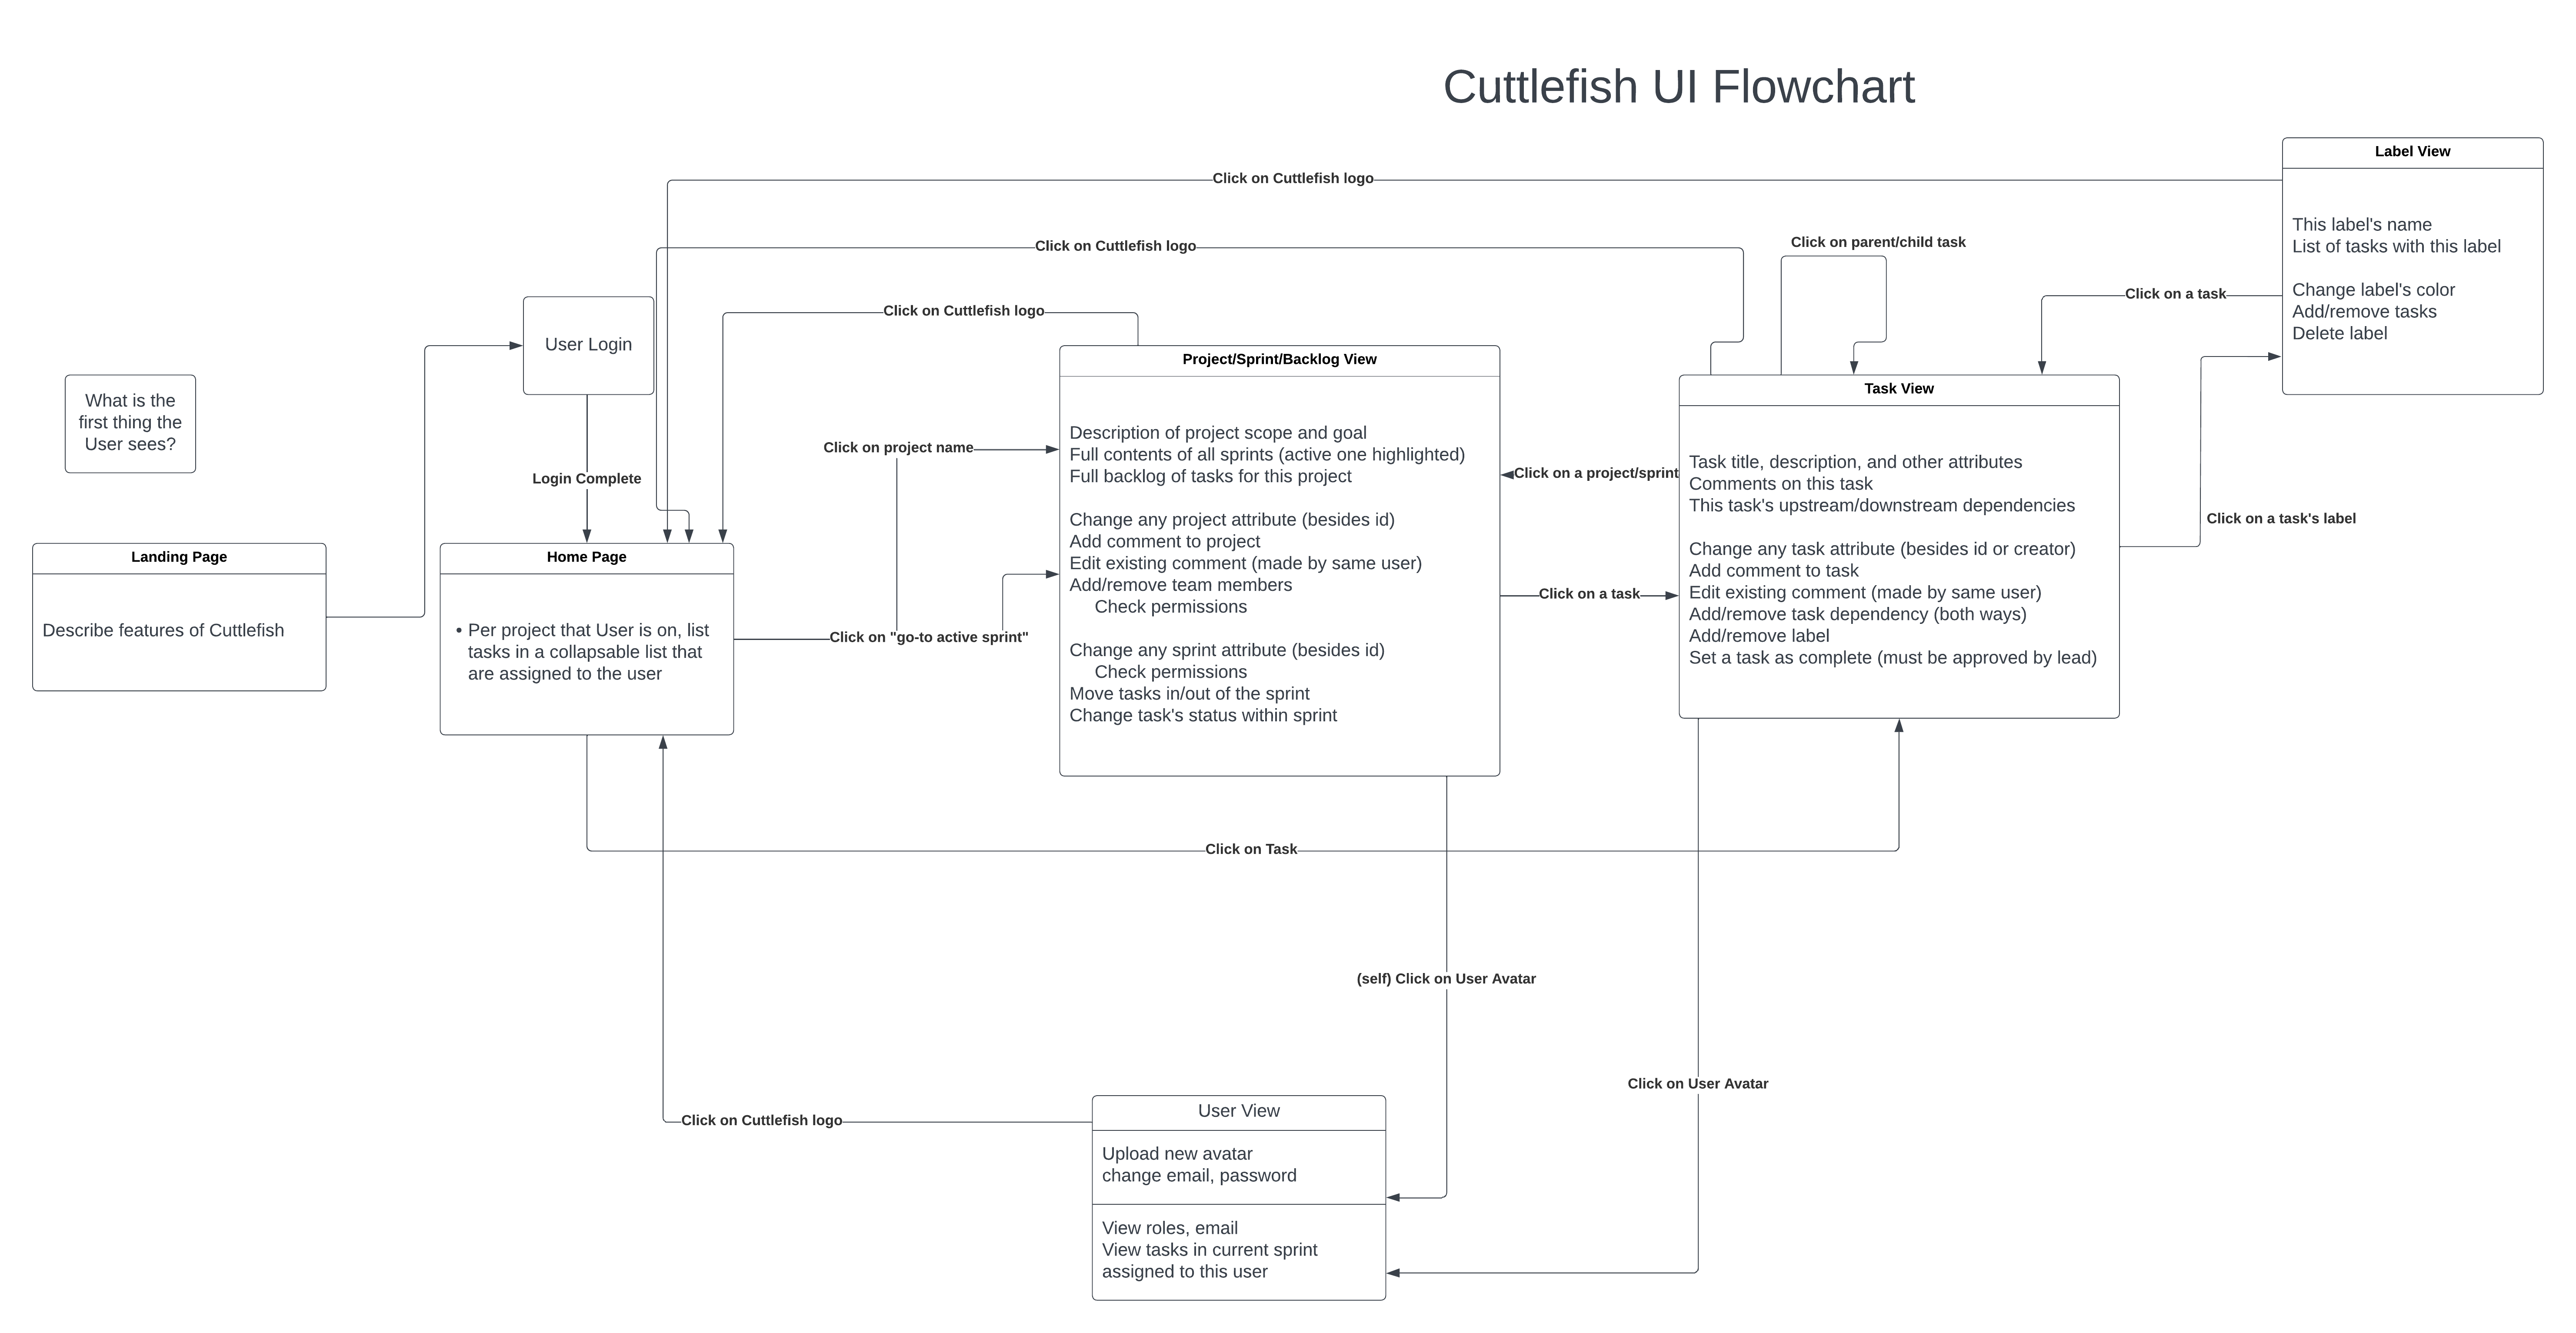 Cuttlefish UI Flowchart
Label View
This label's name
List of tasks with this label
Change label's color
Add/remove tasks
Delete label
Click on Cuttlefish logo
Click on Cuttlefish logo
Click on parent/child task
Click on a task
Click on Cuttlefish logo
User Login
Login Complete
What is the
first thing the
User sees?
Landing Page
Describe features of Cuttlefish
Home Page
• Per project that User is on, list
tasks in a collapsable list that
are assigned to the user
Click on project name
Click on "go-to active sprint"
Project/Sprint/Backlog View
Description of project scope and goal
Full contents of all sprints (active one highlighted)
Full backlog of tasks for this project
Change any project attribute (besides id)
Add comment to project
Edit existing comment (made by same user)
Add/remove team members
Check permissions
Change any sprint attribute (besides id)
Check permissions
Move tasks in/out of the sprint
Change task's status within sprint
Click on a project/sprint
Click on a task
Task View
Task title, description, and other attributes
Comments on this task
This task's upstream/downstream dependencies
Change any task attribute (besides id or creator)
Add comment to task
Edit existing comment (made by same user)
Add/remove task dependency (both ways)
Add/remove label
Set a task as complete (must be approved by lead)
Click on a task's label
Click on Task
(self) Click on User Avatar
Click on User Avatar
Click on Cuttlefish logo
User View
Upload new avatar
change email, password
View roles, email
View tasks in current sprint
assigned to this user